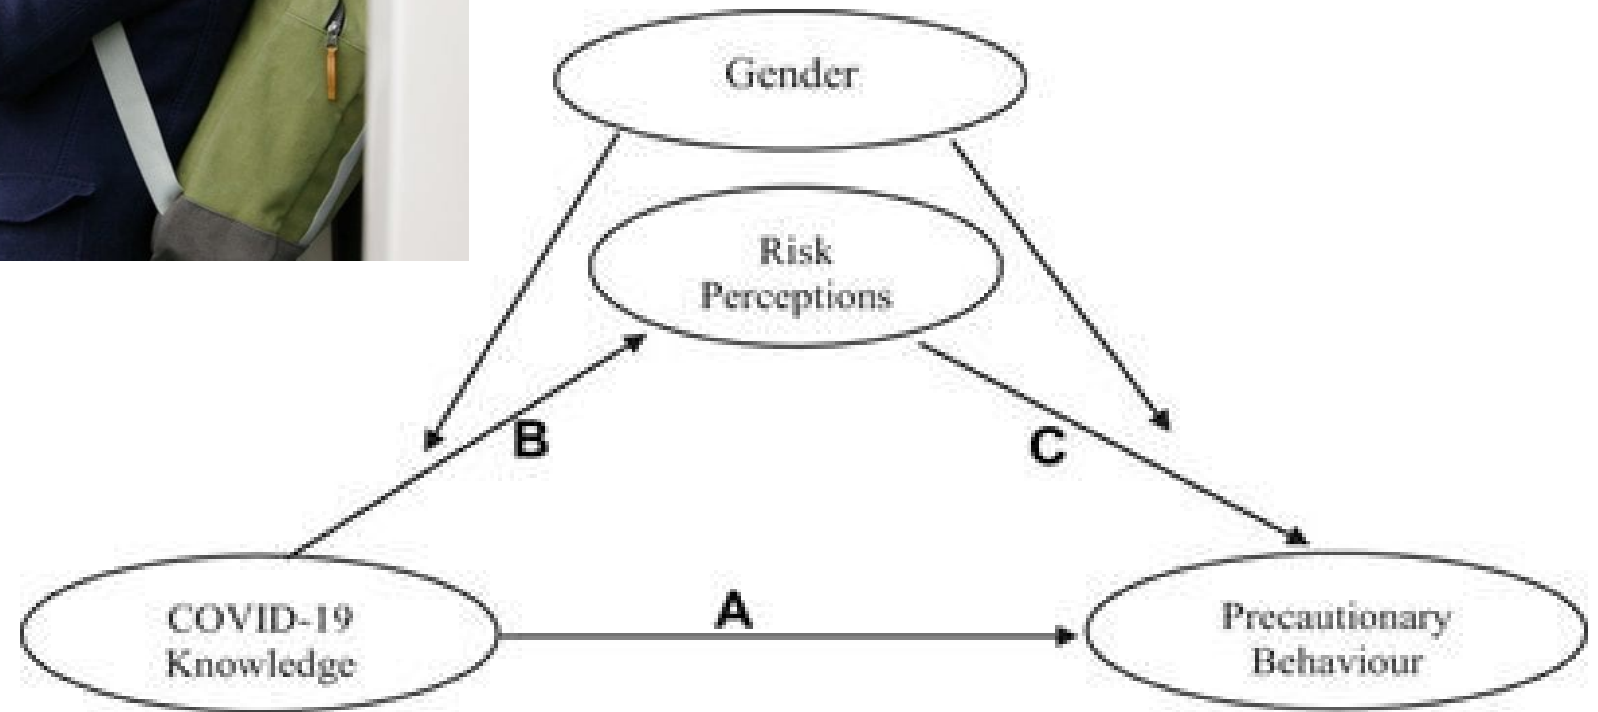 Gender
Risk
Perceptions
B
C
A
COVID-19
Knowledge
Precautionary
Behaviour